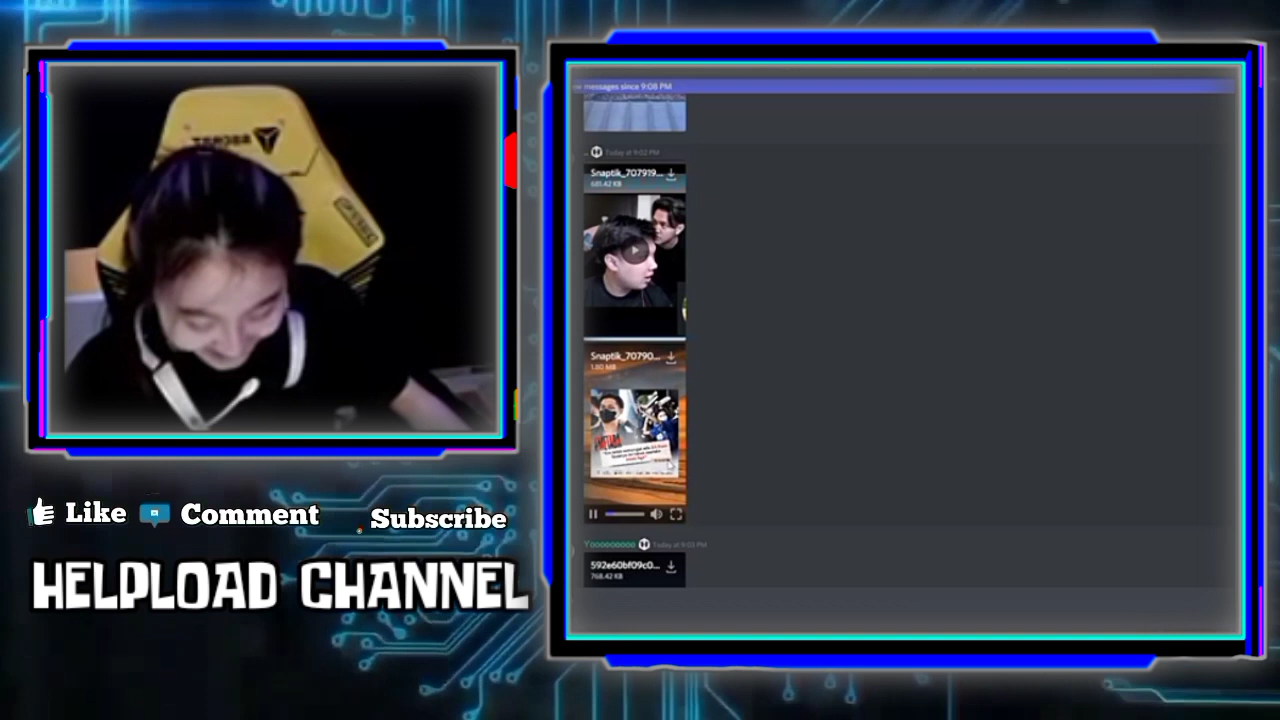 messages since 9:08 PM
Today at 9:02 PM
Snaptik_707919...
681.42 KB
Snaptik_70790...
1.80 MB
Yooooooooo Today at 9:03 PM
592e60bf09c0...
768.42 KB
Like Comment Subscribe
HELPLOAD CHANNEL